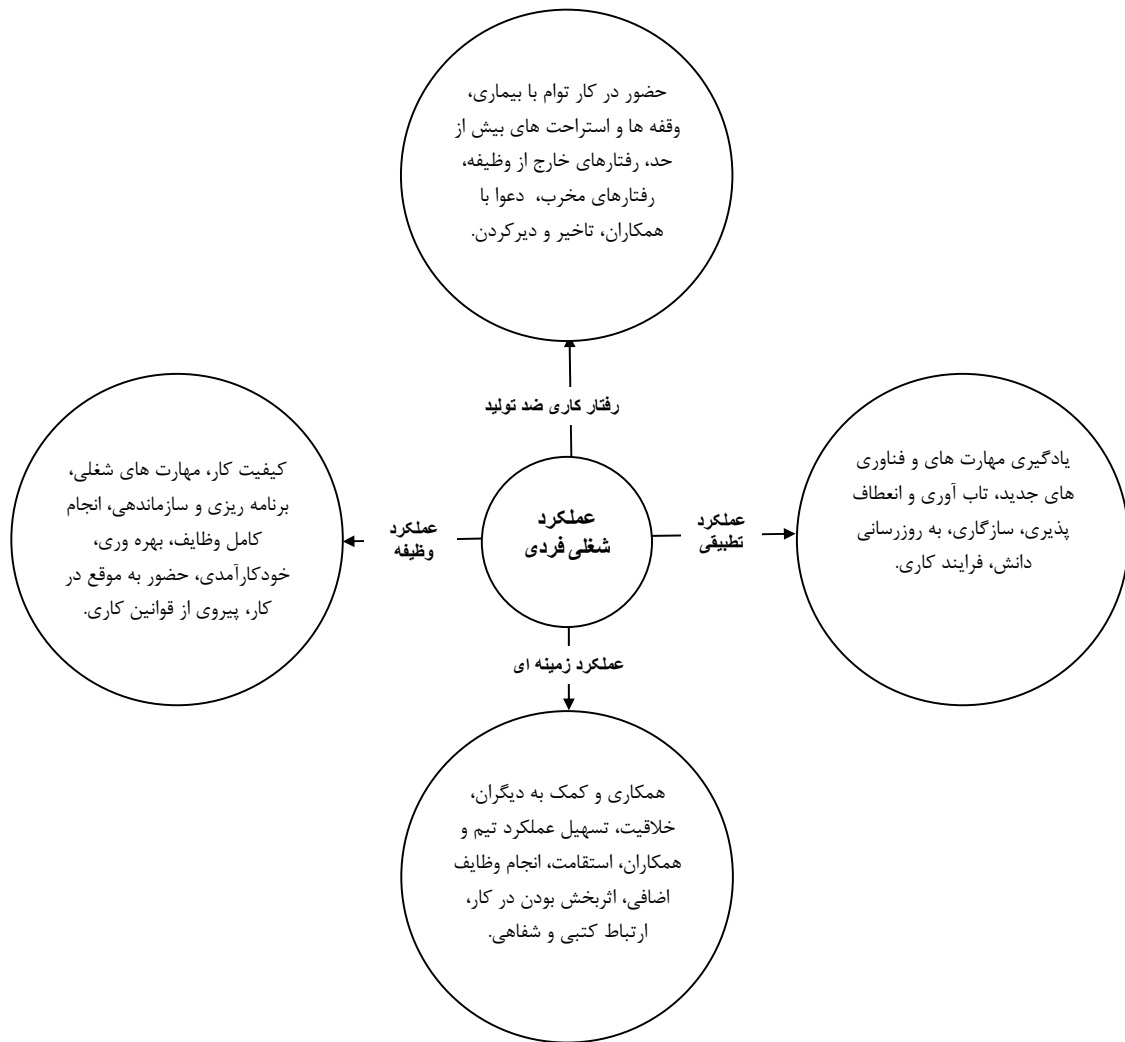 حضور در کار توام با بیماری،
وقفه ها و استراحت های بیش از
حد، رفتارهای خارج از وظیفه،
رفتارهای مخرب، دعوا با
همکاران، تاخیر و دیرکردن.
رفتار کاری ضد تولید
یادگیری مهارت های و فناوری
های جدید، تاب آوری و انعطاف
پذیری، سازگاری، به روزرسانی
دانش، فرایند کاری.
عملکرد
تطبیقی
عملکرد
شغلی فردی
عملکرد
وظیفه
کیفیت کار، مهارت های شغلی،
برنامه ریزی و سازماندهی، انجام
کامل وظایف، بهره وری،
خودکارآمدی، حضور به موقع در
کار، پیروی از قوانین کاری.
عملکرد زمینه ای
همکاری و کمک به دیگران،
خلاقیت، تسهیل عملکرد تیم و
همکاران، استقامت، انجام وظایف
اضافی، اثربخش بودن در کار،
ارتباط کتبی و شفاهی.